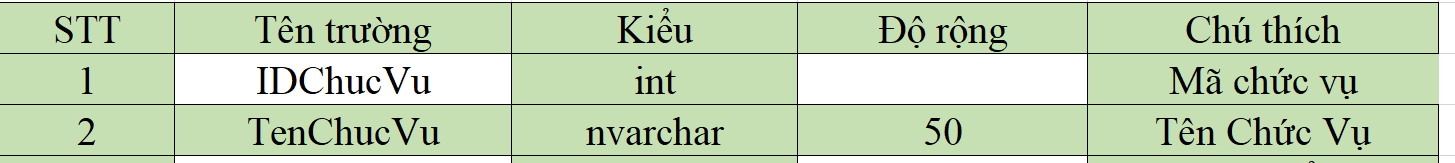 STT Tên trường Kiểu Độ rộng Chú thích
1 IDChucVu int Mã chức vụ
2 TenChucVu nvarchar 50 Tên Chức Vụ